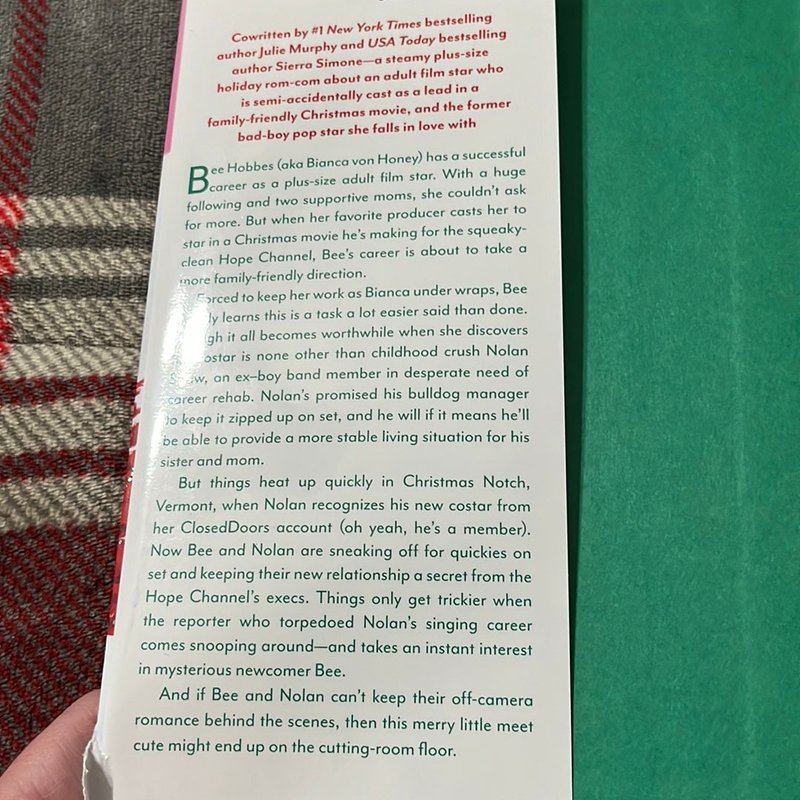 Cowritten by #1 New York Times bestselling
author Julie Murphy and USA Today bestselling
author Sierra Simone—a steamy plus-size
holiday rom-com about an adult film star who
is semi-accidentally cast as a lead in a
family-friendly Christmas movie, and the former
bad-boy pop star she falls in love with
Bee Hobbes (aka Bianca von Honey) has a successful
career as a plus-size adult film star. With a huge
following and two supportive moms, she couldn't ask
for more. But when her favorite producer casts her to
star in a Christmas movie he's making for the squeaky-
clean Hope Channel, Bee's career is about to take a
more family-friendly direction.
Forced to keep her work as Bianca under wraps, Bee
learns this is a task a lot easier said than done.
it all becomes worthwhile when she discovers
is none other than childhood crush Nolan
Shaw, an ex–boy band member in desperate need of
career rehab. Nolan's promised his bulldog manager
to keep it zipped up on set, and he will if it means he'll
be able to provide a more stable living situation for his
sister and mom.
But things heat up quickly in Christmas Notch,
Vermont, when Nolan recognizes his new costar from
her ClosedDoors account (oh yeah, he's a member).
Now Bee and Nolan are sneaking off for quickies on
set and keeping their new relationship a secret from the
Hope Channel's execs. Things only get trickier when
the reporter who torpedoed Nolan's singing career
comes snooping around—and takes an instant interest
in mysterious newcomer Bee.
And if Bee and Nolan can't keep their off-camera
romance behind the scenes, then this merry little meet
cute might end up on the cutting-room floor.